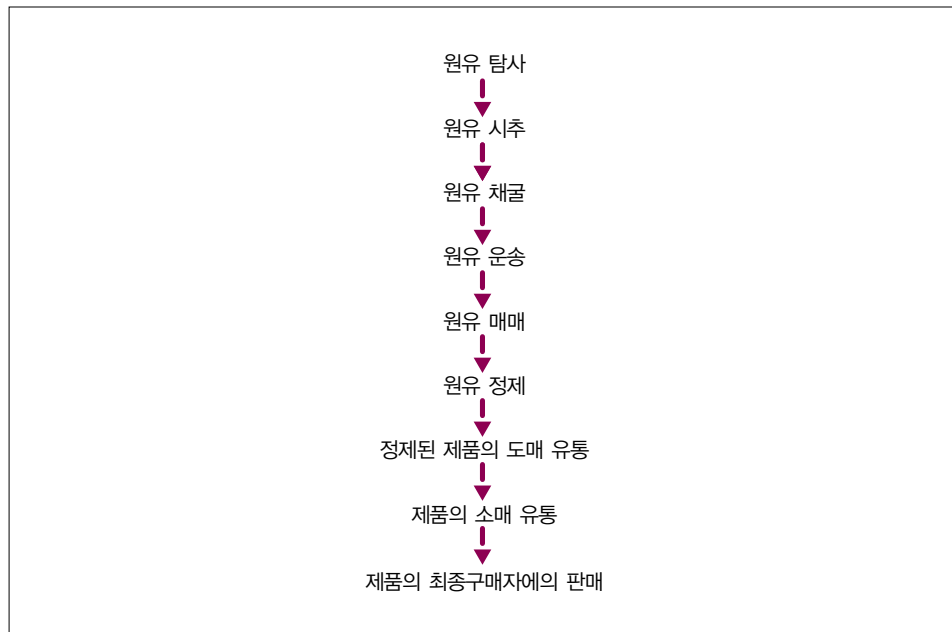 원유 탐사
원유 시추
원유 채굴
원유 운송
원유 매매
원유 정제
정제된 제품의 도매 유통
제품의 소매 유통
제품의 최종구매자에의 판매